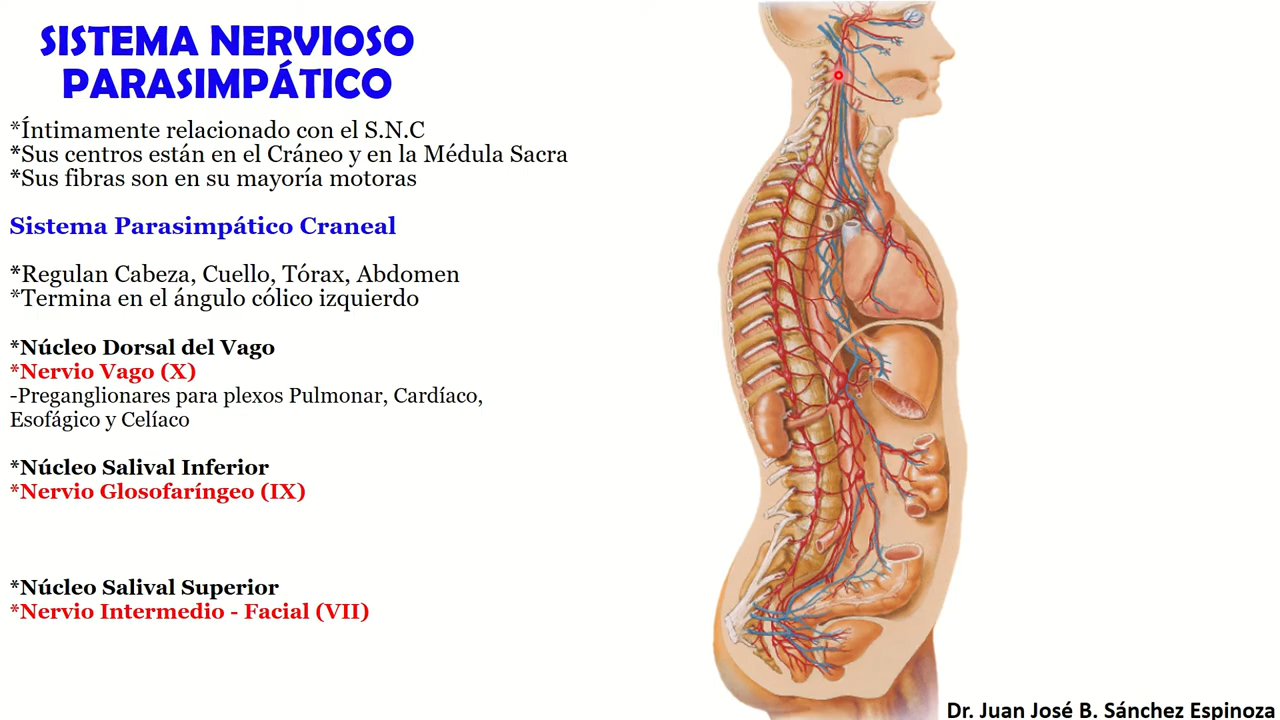 SISTEMA NERVIOSO
PARASIMPÁTICO
*Íntimamente relacionado con el S.N.C
*Sus centros están en el Cráneo y en la Médula Sacra
*Sus fibras son en su mayoría motoras
Sistema Parasimpático Craneal
*Regulan Cabeza, Cuello, Tórax, Abdomen
*Termina en el ángulo cólico izquierdo
*Núcleo Dorsal del Vago
*Nervio Vago (X)
-Preganglionares para plexos Pulmonar, Cardíaco,
Esofágico y Celíaco
*Núcleo Salival Inferior
*Nervio Glosofaríngeo (IX)
*Núcleo Salival Superior
*Nervio Intermedio - Facial (VII)
Dr. Juan José B. Sánchez Espinoza